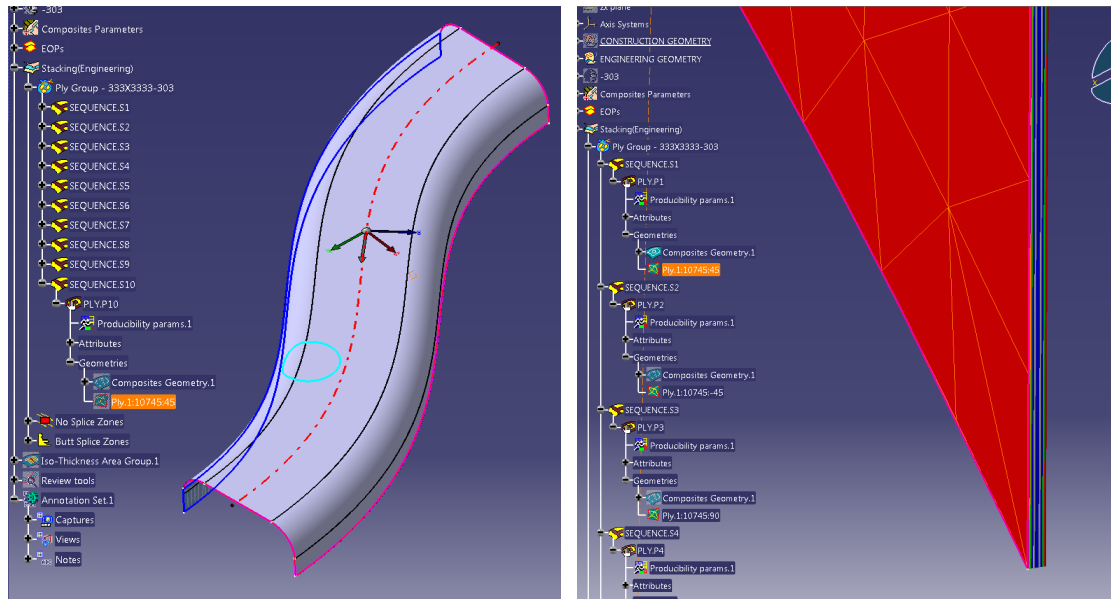 -303
Composites Parameters
EOPs
Stacking(Engineering)
Ply Group - 333X3333-303
SEQUENCE.S1
SEQUENCE.S2
SEQUENCE.S3
SEQUENCE.S4
SEQUENCE.S5
SEQUENCE.S6
SEQUENCE.S7
SEQUENCE.S8
SEQUENCE.S9
SEQUENCE.S10
PLY.P10
Producibility params.1
Attributes
Geometries
Composites Geometry.1
Ply.1:10745:45
No Splice Zones
Butt Splice Zones
Iso-Thickness Area Group.1
Review tools
Annotation Set.1
Captures
Views
Notes
zx plane
Axis Systems
CONSTRUCTION GEOMETRY
ENGINEERING GEOMETRY
-303
Composites Parameters
EOPs
Stacking(Engineering)
Ply Group - 333X3333-303
SEQUENCE.S1
PLY.P1
Producibility params.1
Attributes
Geometries
Composites Geometry.1
Ply.1:10745:45
SEQUENCE.S2
PLY.P2
Producibility params.1
Attributes
Geometries
Composites Geometry.1
Ply.1:10745:-45
SEQUENCE.S3
PLY.P3
Producibility params.1
Attributes
Geometries
Composites Geometry.1
Ply.1:10745:90
SEQUENCE.S4
PLY.P4
Producibility params.1
Attributes